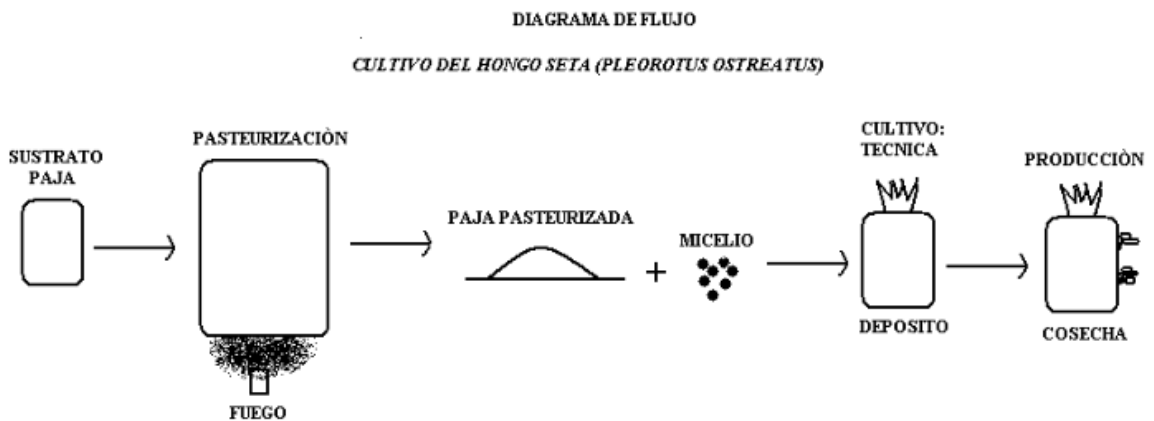 DIAGRAMA DE FLUJO
CULTIVO DEL HONGO SETA (PLEOROTUS OSTREATUS)
SUSTRATO
PAJA
PASTEURIZACIÒN
FUEGO
PAJA PASTEURIZADA
+
MICELIO
CULTIVO:
TECNICA
DEPOSITO
PRODUCCIÒN
COSECHA